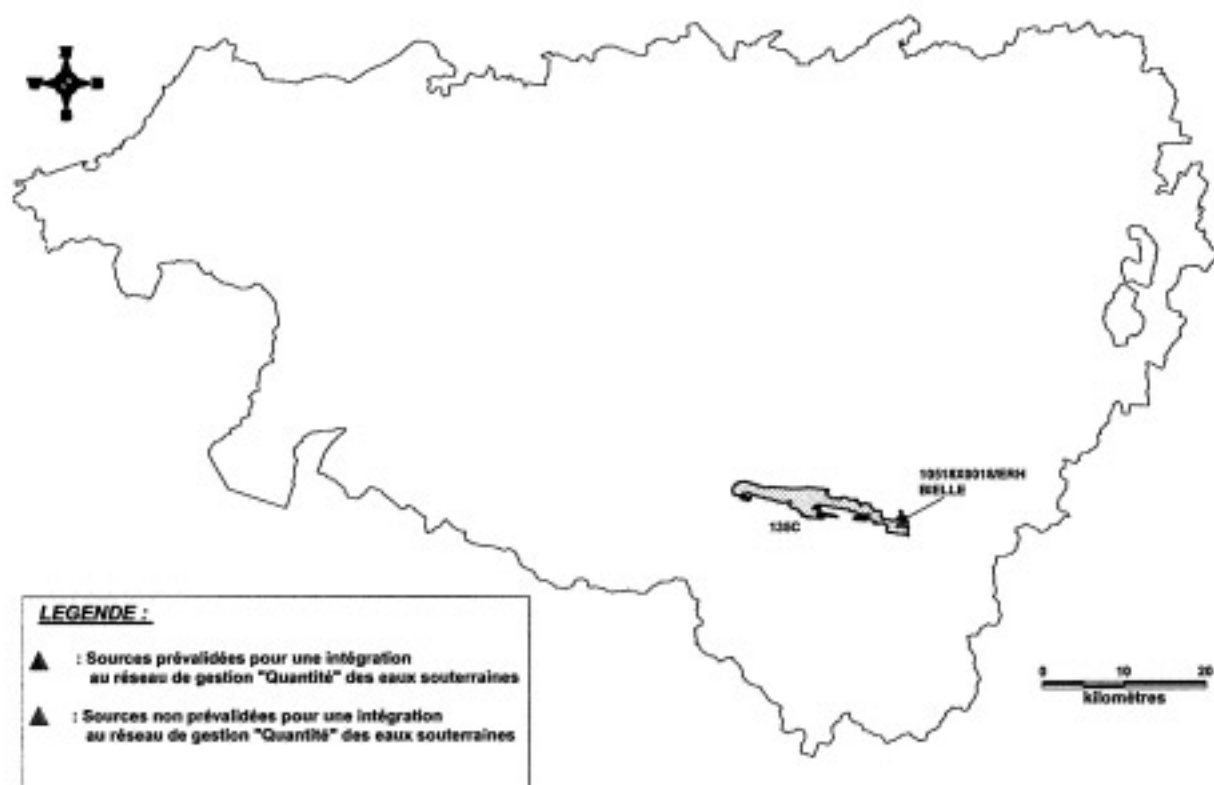 10518X0018/ERH
BIELLE
135C
LEGENDE :
: Sources prévalidées pour une intégration
au réseau de gestion "Quantité" des eaux souterraines
: Sources non prévalidées pour une intégration
au réseau de gestion "Quantité" des eaux souterraines
0 10 20
kilomètres